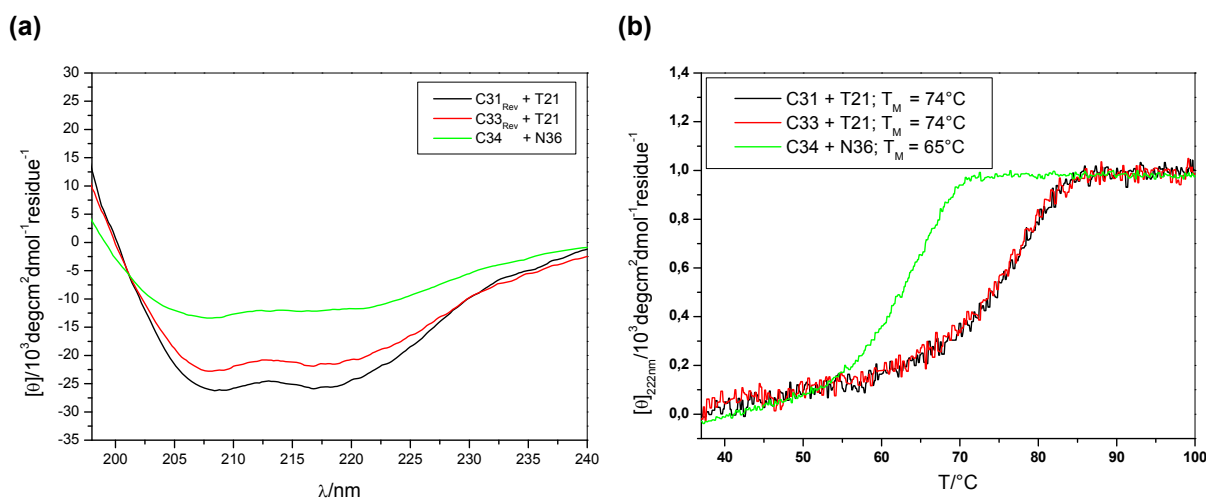 (a)
30
25
20
15
10
5
0
-5
-10
-15
-20
-25
-30
-35
[θ]/10³degcm²dmol⁻¹residue⁻¹
C31Rev + T21
C33Rev + T21
C34 + N36
200 205 210 215 220 225 230 235 240
λ/nm
(b)
1,4
1,2
1,0
0,8
0,6
0,4
0,2
0,0
[θ]222nm/10³degcm²dmol⁻¹residue⁻¹
C31 + T21; TM = 74°C
C33 + T21; TM = 74°C
C34 + N36; TM = 65°C
40 50 60 70 80 90 100
T/°C